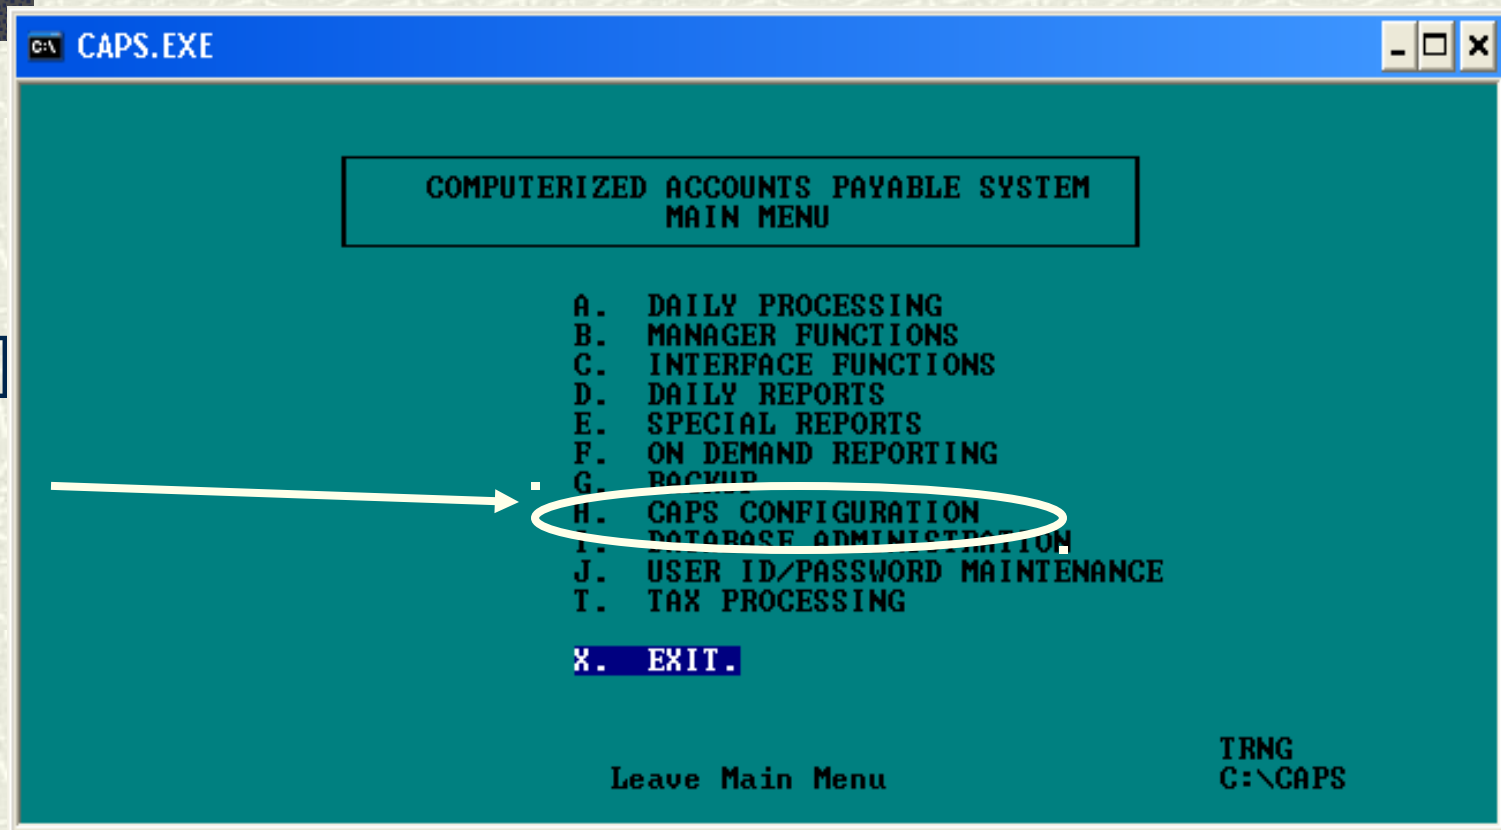 CAPS.EXE
COMPUTERIZED ACCOUNTS PAYABLE SYSTEM
MAIN MENU
A. DAILY PROCESSING
B. MANAGER FUNCTIONS
C. INTERFACE FUNCTIONS
D. DAILY REPORTS
E. SPECIAL REPORTS
F. ON DEMAND REPORTING
G. BACKUP
H. CAPS CONFIGURATION
I. DATABASE ADMINISTRATION
J. USER ID/PASSWORD MAINTENANCE
T. TAX PROCESSING
X. EXIT.
TRNG
Leave Main Menu C:\CAPS